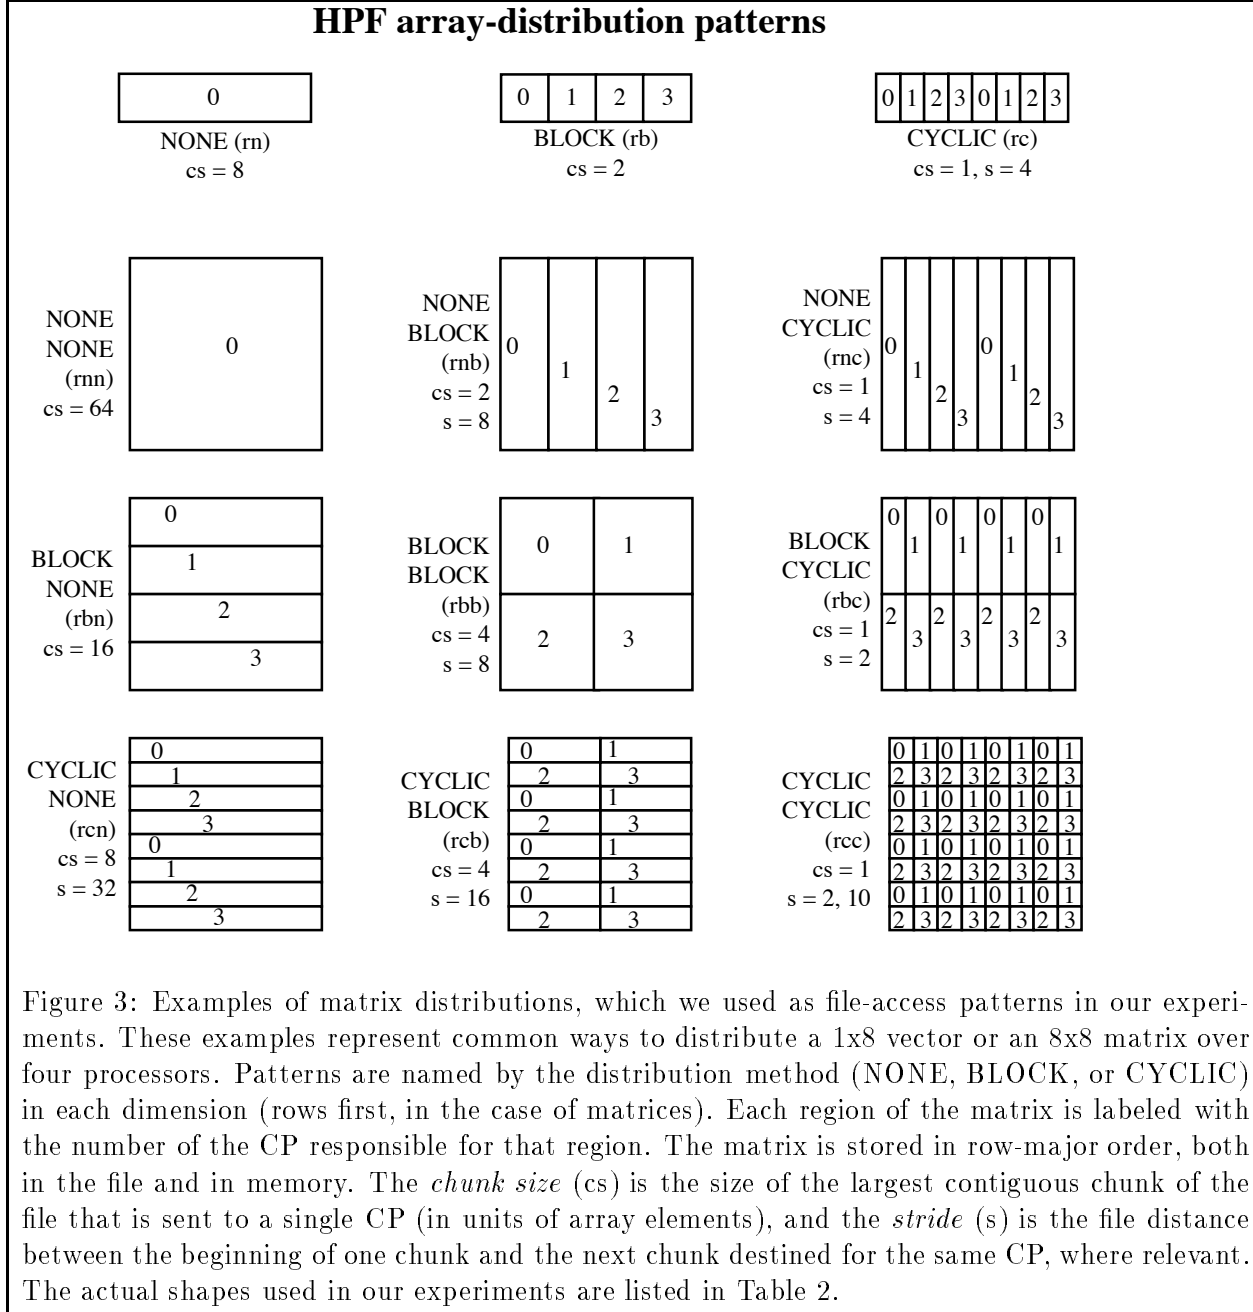 HPF array-distribution patterns
0
NONE (rn)
cs = 8
0 1 2 3
BLOCK (rb)
cs = 2
0 1 2 3 0 1 2 3
CYCLIC (rc)
cs = 1, s = 4
NONE
NONE
(rnn)
cs = 64
0
NONE
BLOCK
(rnb)
cs = 2
s = 8
0
1
2
3
NONE
CYCLIC
(rnc)
cs = 1
s = 4
0 0
1 1
2 2
3 3
BLOCK
NONE
(rbn)
cs = 16
0
1
2
3
BLOCK
BLOCK
(rbb)
cs = 4
s = 8
0 1
2 3
BLOCK
CYCLIC
(rbc)
cs = 1
s = 2
0 0 0 0
1 1 1 1
2 2 2 2
3 3 3 3
CYCLIC
NONE
(rcn)
cs = 8
s = 32
0
1
2
3
0
1
2
3
CYCLIC
BLOCK
(rcb)
cs = 4
s = 16
0 1
2 3
0 1
2 3
0 1
2 3
0 1
2 3
CYCLIC
CYCLIC
(rcc)
cs = 1
s = 2, 10
0 1 0 1 0 1 0 1
2 3 2 3 2 3 2 3
0 1 0 1 0 1 0 1
2 3 2 3 2 3 2 3
0 1 0 1 0 1 0 1
2 3 2 3 2 3 2 3
0 1 0 1 0 1 0 1
2 3 2 3 2 3 2 3
Figure 3: Examples of matrix distributions, which we used as file-access patterns in our experi-
ments. These examples represent common ways to distribute a 1x8 vector or an 8x8 matrix over
four processors. Patterns are named by the distribution method (NONE, BLOCK, or CYCLIC)
in each dimension (rows first, in the case of matrices). Each region of the matrix is labeled with
the number of the CP responsible for that region. The matrix is stored in row-major order, both
in the file and in memory. The chunk size (cs) is the size of the largest contiguous chunk of the
file that is sent to a single CP (in units of array elements), and the stride (s) is the file distance
between the beginning of one chunk and the next chunk destined for the same CP, where relevant.
The actual shapes used in our experiments are listed in Table 2.